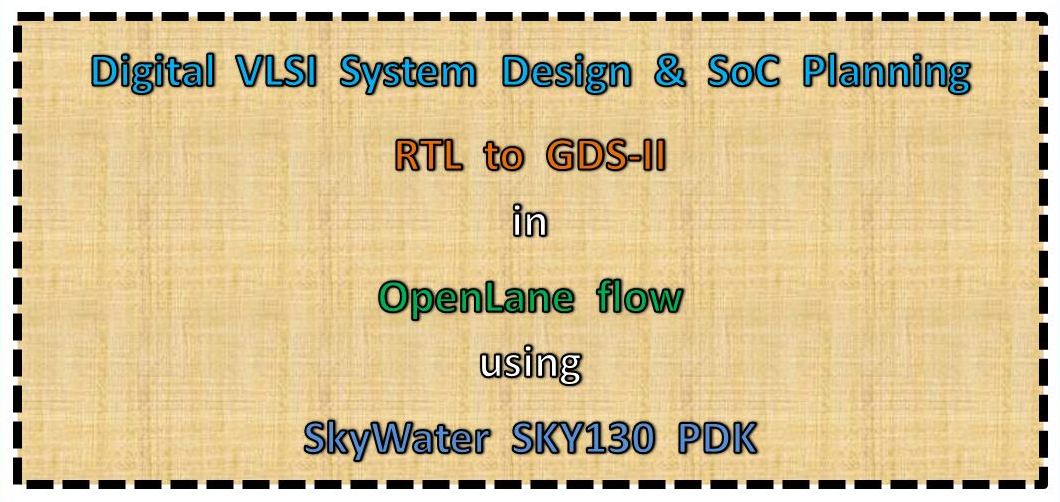 Digital VLSI System Design & SoC Planning
RTL to GDS-II
in
OpenLane flow
using
SkyWater SKY130 PDK